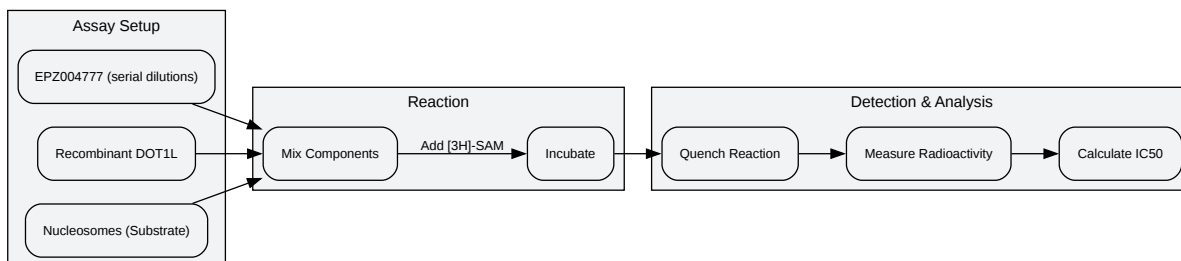 Assay Setup
EPZ004777 (serial dilutions)
Recombinant DOT1L
Nucleosomes (Substrate)
Reaction
Mix Components
Add [3H]-SAM
Incubate
Detection & Analysis
Quench Reaction
Measure Radioactivity
Calculate IC50